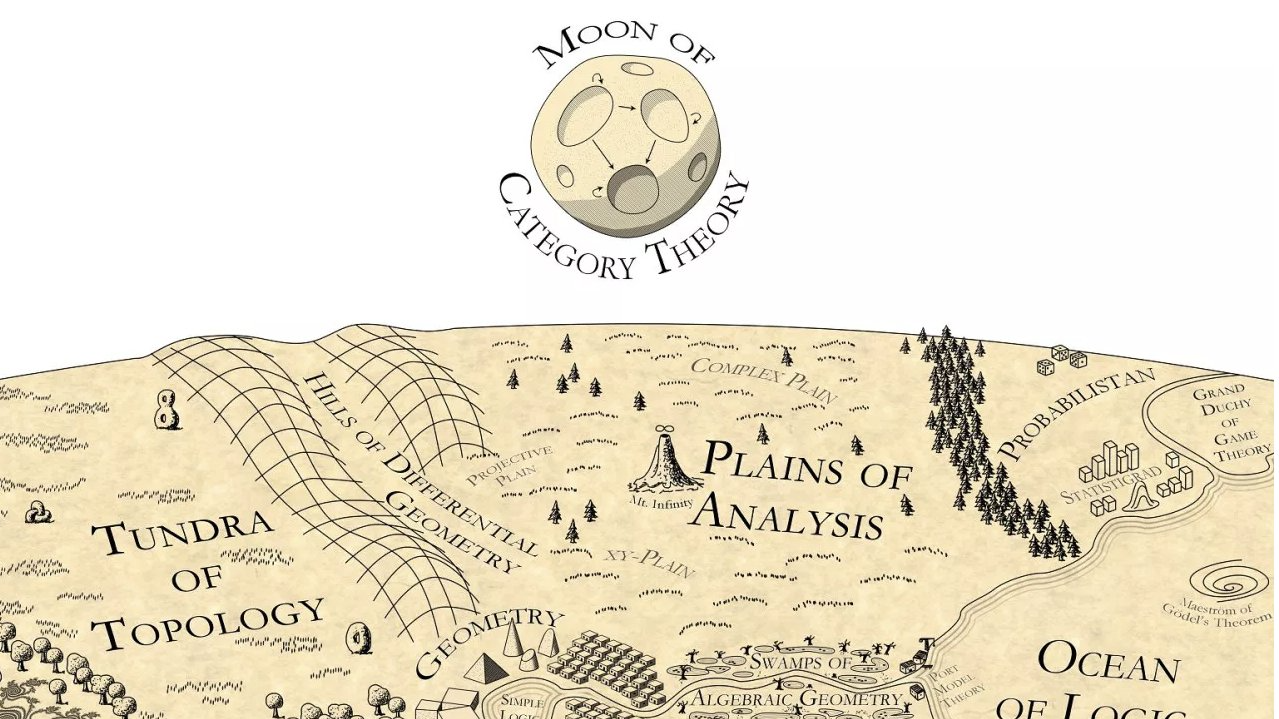 MOON OF
CATEGORY THEORY
HILLS OF DIFFERENTIAL
GEOMETRY
COMPLEX PLAIN
PROJECTIVE
PLAIN
∞
Mt. Infinity
PLAINS OF
ANALYSIS
XY-PLAIN
PROBABILISTAN
STATISTIGRAD
GRAND
DUCHY
OF
GAME
THEORY
TUNDRA
OF
TOPOLOGY
GEOMETRY
SIMPLE
SWAMPS OF
ALGEBRAIC GEOMETRY
PORT
MODEL
THEORY
Maeström of
Gödel's Theorem
OCEAN
OF LOGIC